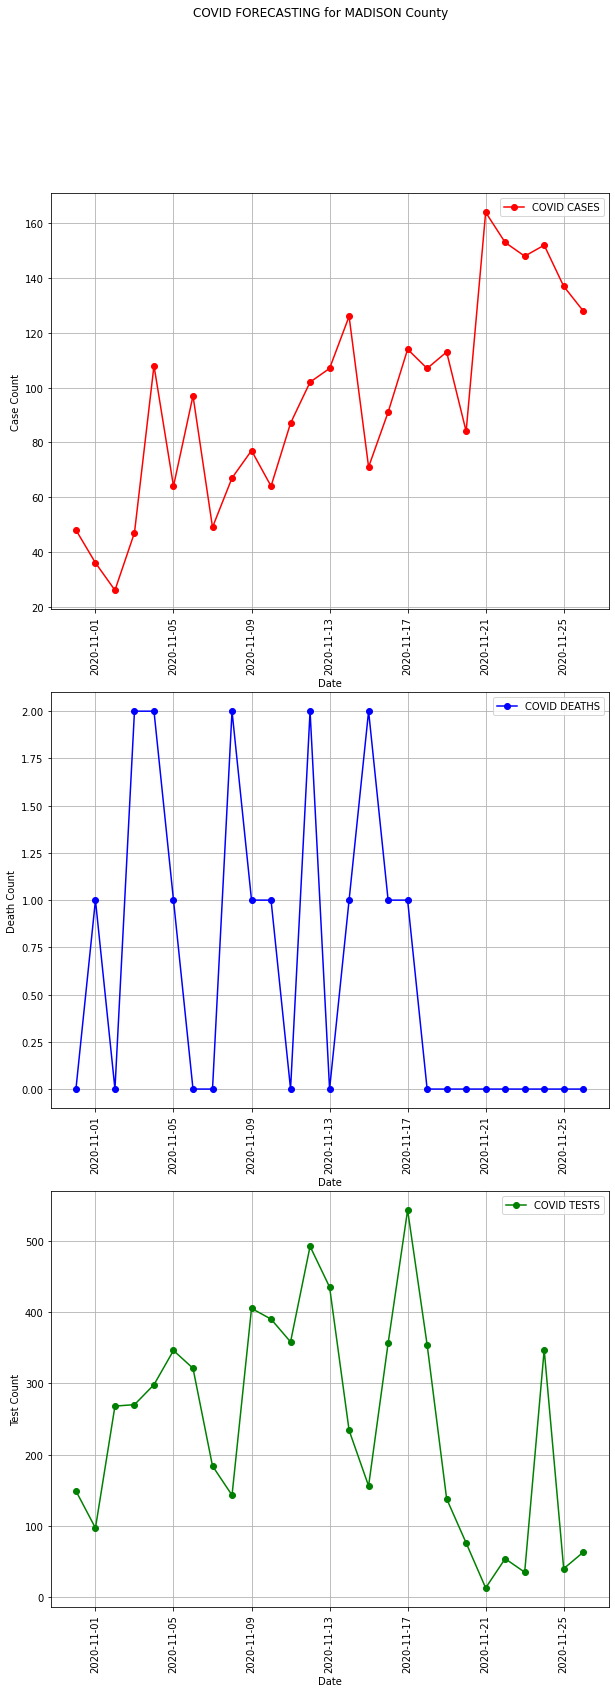 COVID FORECASTING for MADISON County
COVID CASES
160
140
120
100
80
60
40
20
Case Count
2020-11-01 2020-11-05 2020-11-09 2020-11-13 2020-11-17 2020-11-21 2020-11-25
Date
COVID DEATHS
2.00
1.75
1.50
1.25
1.00
0.75
0.50
0.25
0.00
Death Count
2020-11-01 2020-11-05 2020-11-09 2020-11-13 2020-11-17 2020-11-21 2020-11-25
Date
COVID TESTS
500
400
300
200
100
0
Test Count
2020-11-01 2020-11-05 2020-11-09 2020-11-13 2020-11-17 2020-11-21 2020-11-25
Date